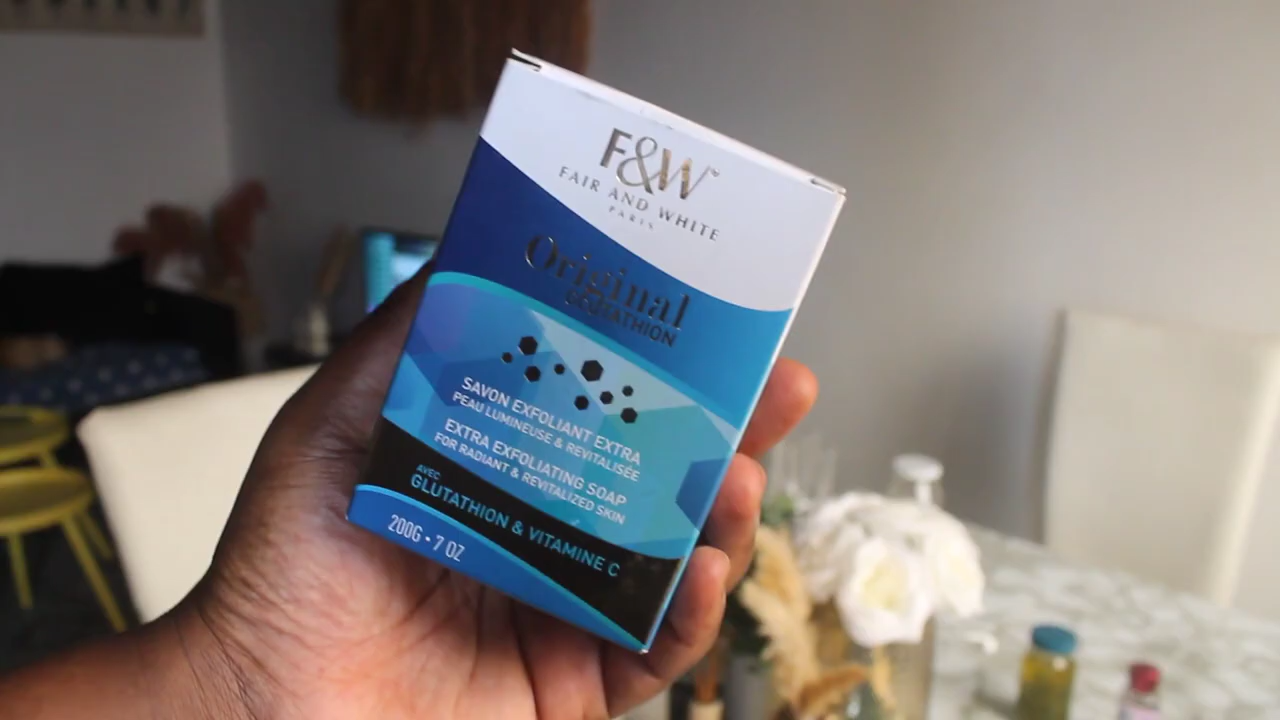 F&W™
FAIR AND WHITE
PARIS
Original
GLUTATHION
SAVON EXFOLIANT EXTRA
PEAU LUMINEUSE & REVITALISÉE
EXTRA EXFOLIATING SOAP
FOR RADIANT & REVITALIZED SKIN
AVEC
GLUTATHION & VITAMINE C
200G • 7 OZ